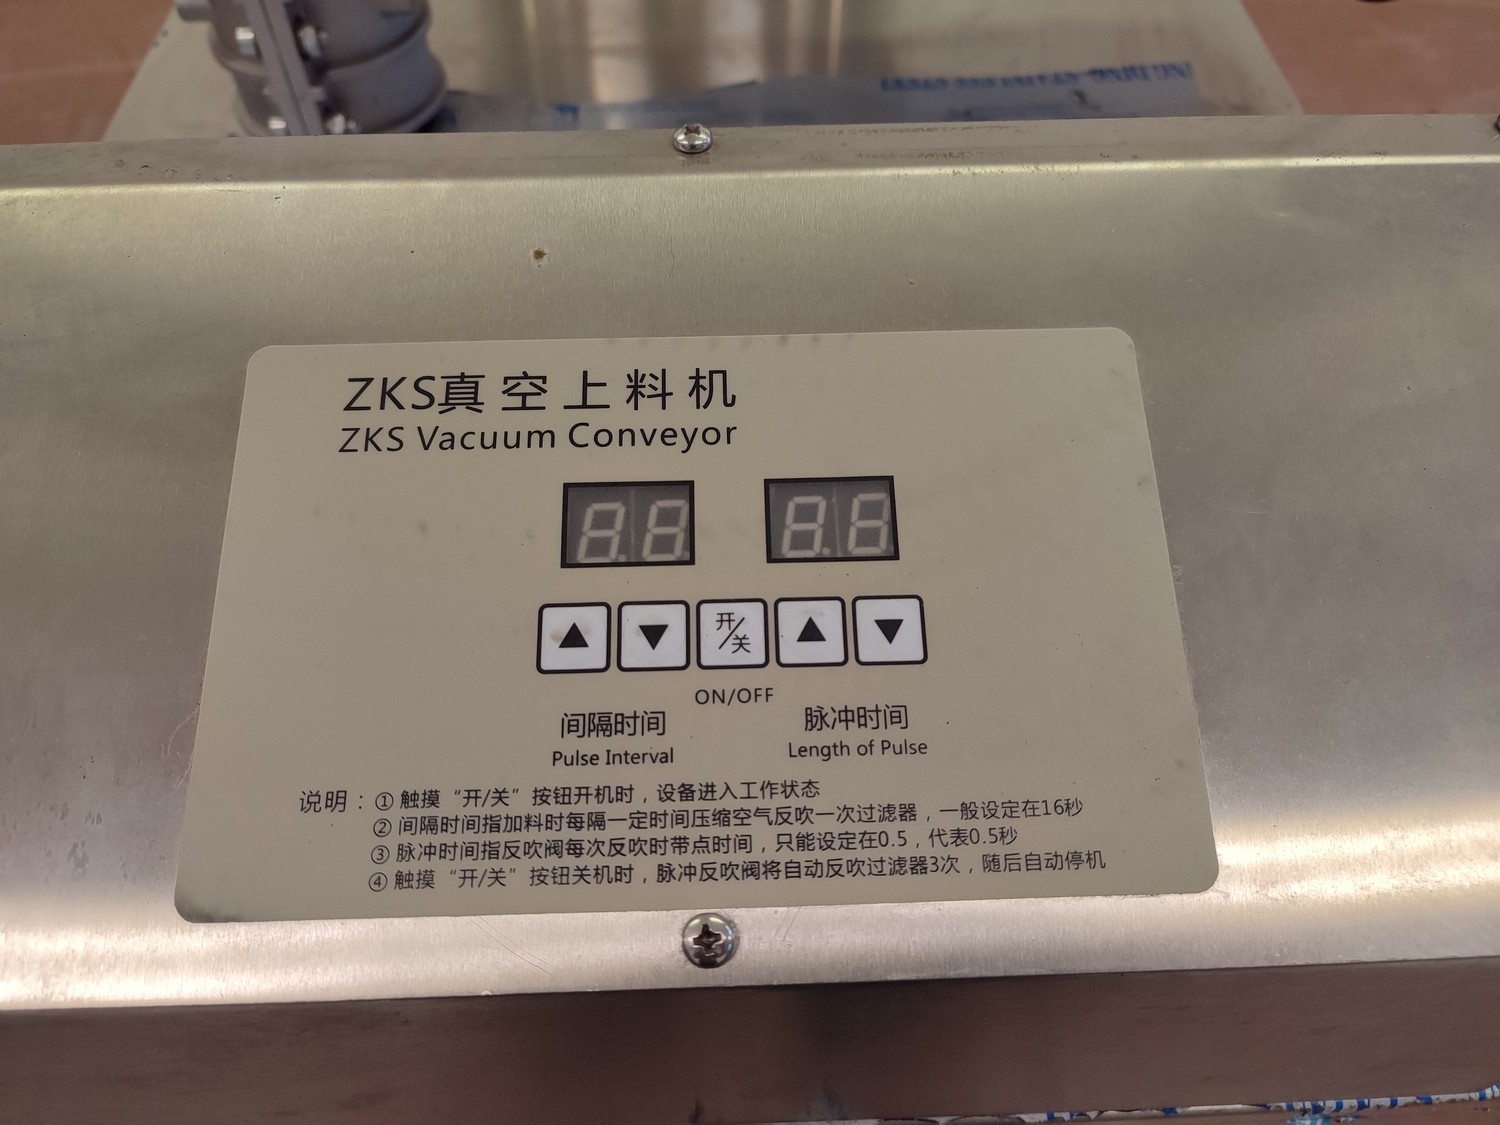 ZKS真空上料机
ZKS Vacuum Conveyor
8.8. 8.8
▲ ▼ 开/关 ▲ ▼
ON/OFF
间隔时间 脉冲时间
Pulse Interval Length of Pulse
说明：① 触摸“开/关”按钮开机时，设备进入工作状态
② 间隔时间指加料时每隔一定时间压缩空气反吹一次过滤器，一般设定在16秒
③ 脉冲时间指反吹阀每次反吹时带点时间，只能设定在0.5，代表0.5秒
④ 触摸“开/关”按钮关机时，脉冲反吹阀将自动反吹过滤器3次，随后自动停机